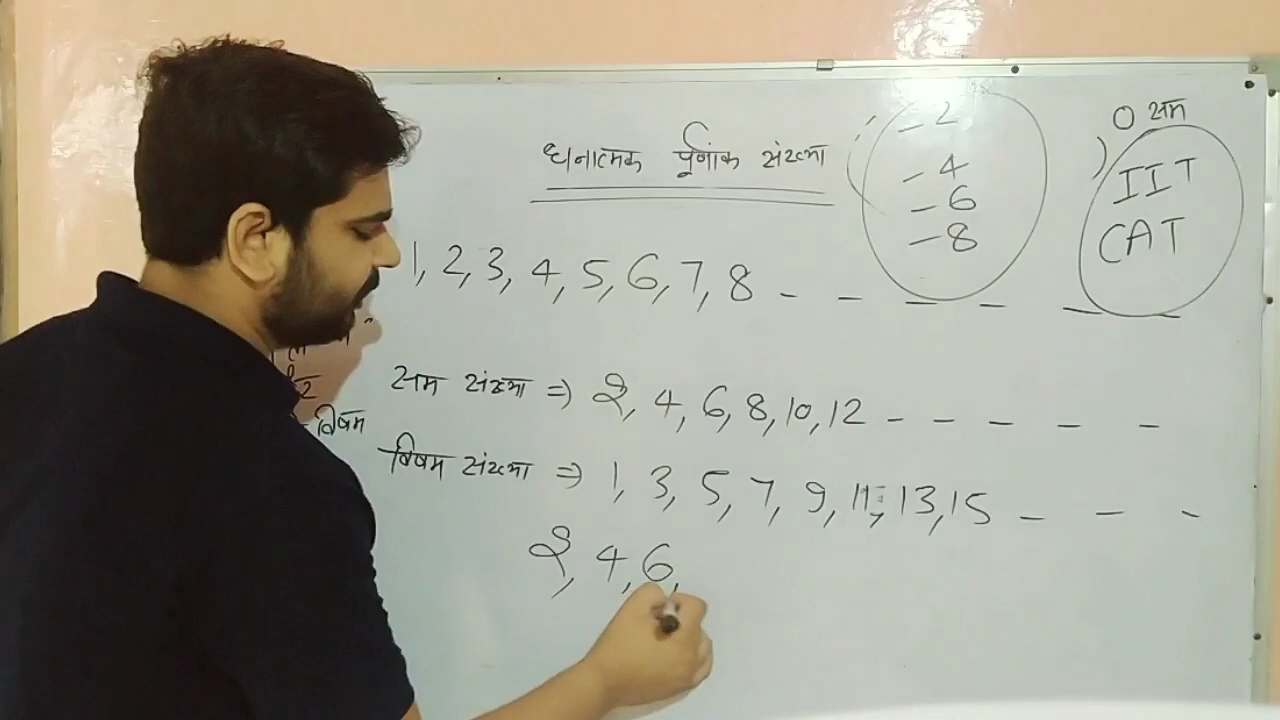 धनात्मक पूर्णांक संख्या
-2
-4
-6
-8
0 सम
IIT
CAT
1, 2, 3, 4, 5, 6, 7, 8 - - - - - -
सम संख्या ⇒ 2, 4, 6, 8, 10, 12 - - - - -
विषम
विषम संख्या ⇒ 1, 3, 5, 7, 9, 11, 13, 15 - - -
2, 4, 6,